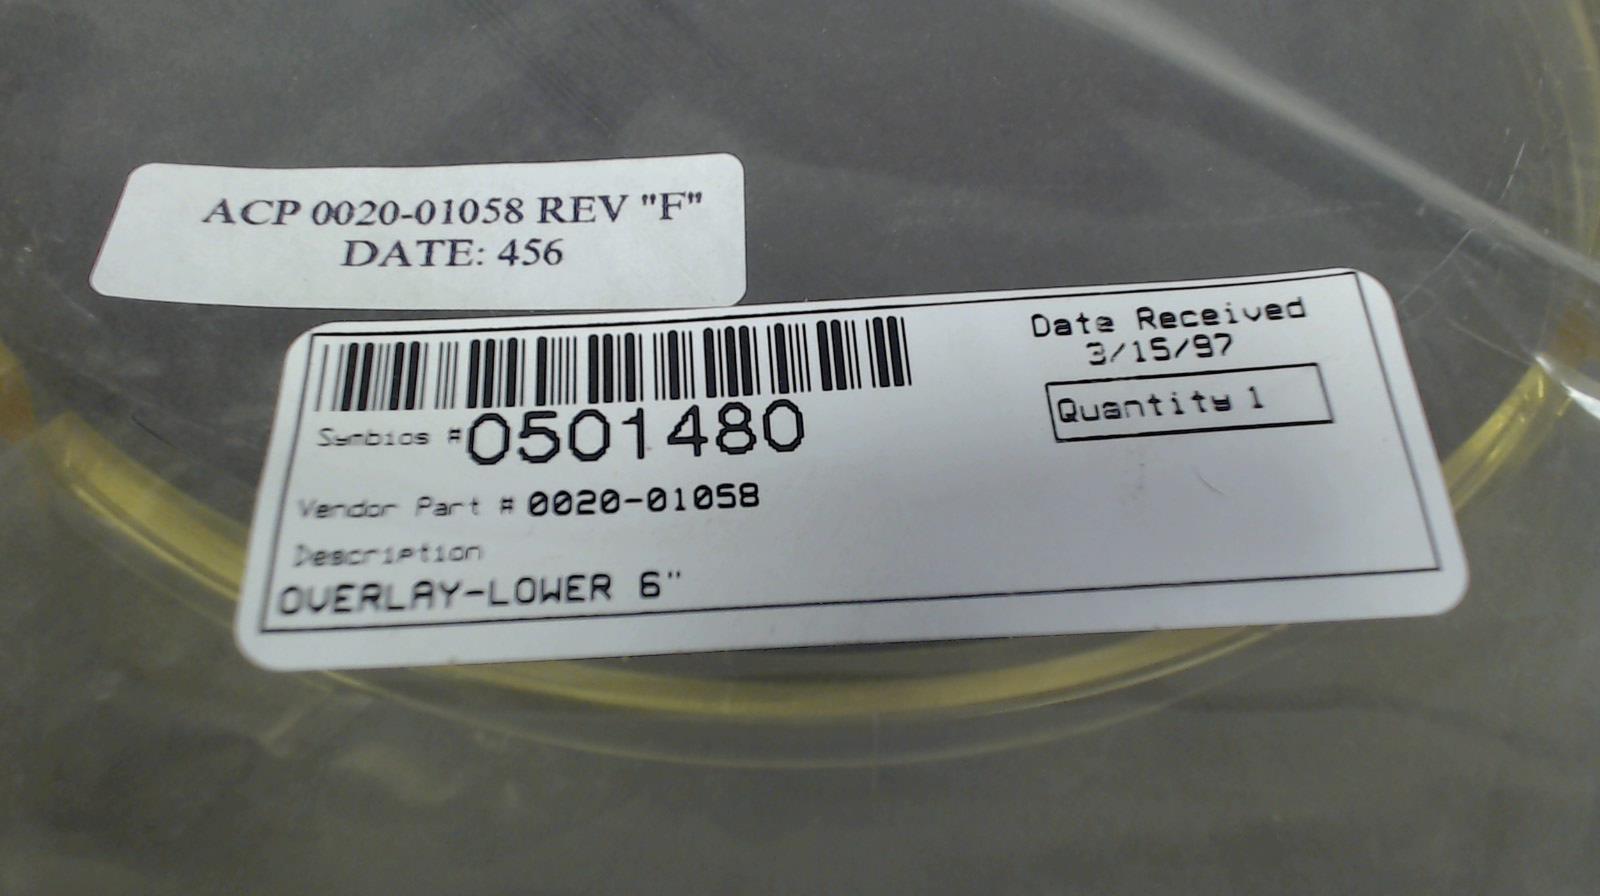 ACP 0020-01058 REV "F"
DATE: 456
Date Received
3/15/97
Quantity 1
Symbios # 0501480
Vendor Part # 0020-01058
Description
OVERLAY-LOWER 6"